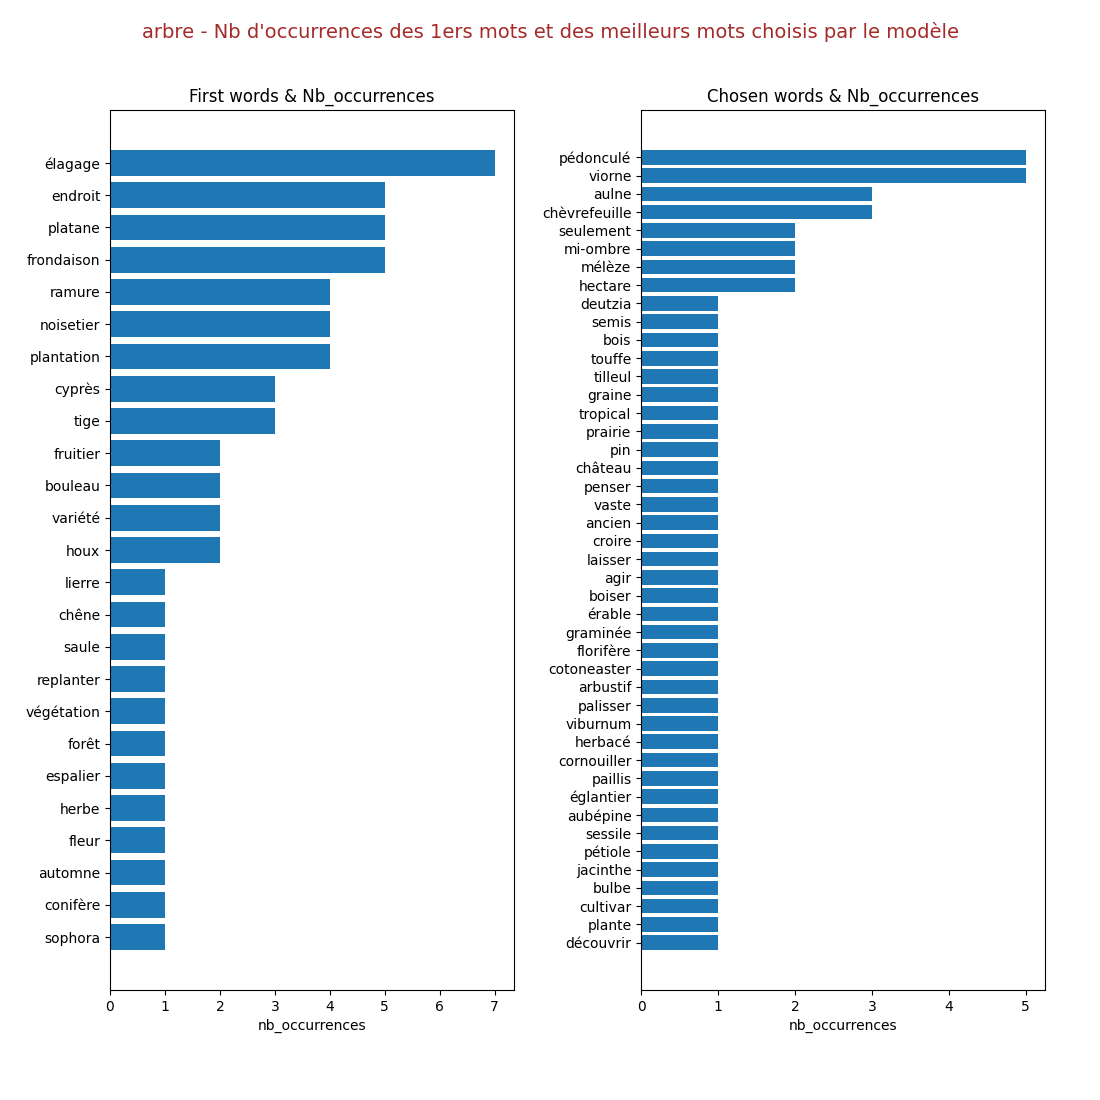 arbre - Nb d'occurrences des 1ers mots et des meilleurs mots choisis par le modèle
First words & Nb_occurrences
élagage
endroit
platane
frondaison
ramure
noisetier
plantation
cyprès
tige
fruitier
bouleau
variété
houx
lierre
chêne
saule
replanter
végétation
forêt
espalier
herbe
fleur
automne
conifère
sophora
0 1 2 3 4 5 6 7
nb_occurrences
Chosen words & Nb_occurrences
pédonculé
viorne
aulne
chèvrefeuille
seulement
mi-ombre
mélèze
hectare
deutzia
semis
bois
touffe
tilleul
graine
tropical
prairie
pin
château
penser
vaste
ancien
croire
laisser
agir
boiser
érable
graminée
florifère
cotoneaster
arbustif
palisser
viburnum
herbacé
cornouiller
paillis
églantier
aubépine
sessile
pétiole
jacinthe
bulbe
cultivar
plante
découvrir
0 1 2 3 4 5
nb_occurrences